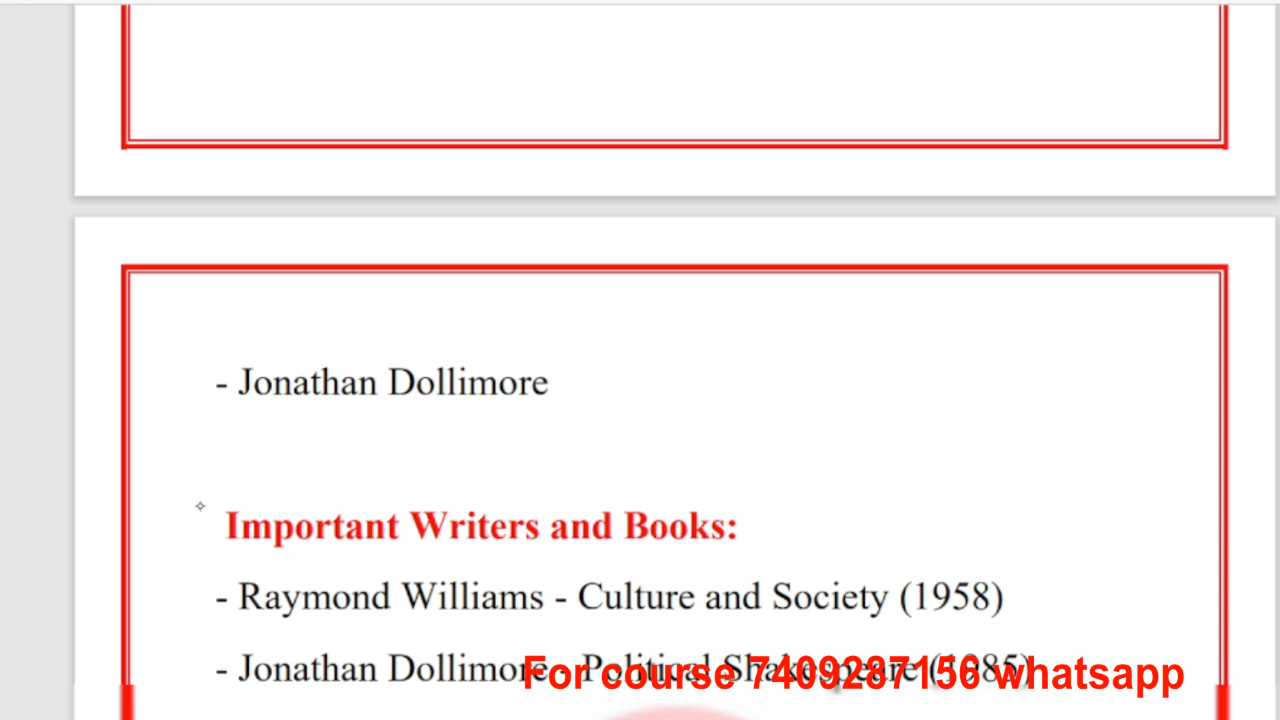 - Jonathan Dollimore
Important Writers and Books:
- Raymond Williams - Culture and Society (1958)
- Jonathan Dollimore - Political Shakespeare (1985)
For course 7409287156 whatsapp